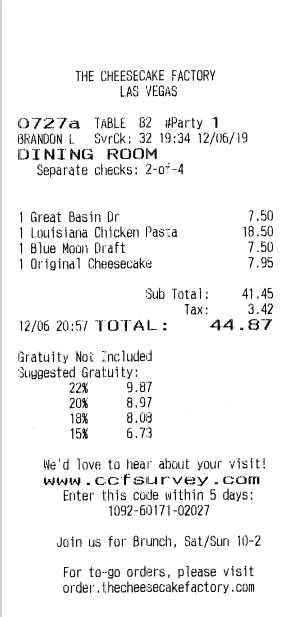 THE CHEESECAKE FACTORY
LAS VEGAS
0727a TABLE 82 #Party 1
BRANDON L SvrCk: 32 19:34 12/06/19
DINING ROOM
Separate checks: 2-of-4
1 Great Basin Dr 7.50
1 Louisiana Chicken Pasta 18.50
1 Blue Moon Draft 7.50
1 Original Cheesecake 7.95
Sub Total: 41.45
Tax: 3.42
12/06 20:57 TOTAL: 44.87
Gratuity Not Included
Suggested Gratuity:
22% 9.87
20% 8.97
18% 8.08
15% 6.73
We'd love to hear about your visit!
www.ccfsurvey.com
Enter this code within 5 days:
1092-60171-02027
Join us for Brunch, Sat/Sun 10-2
For to-go orders, please visit
order.thecheesecakefactory.com